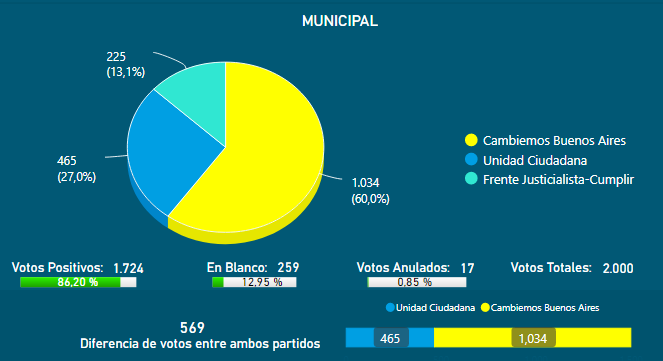 MUNICIPAL
225
(13,1%)
465
(27,0%)
1.034
(60,0%)
Cambiemos Buenos Aires
Unidad Ciudadana
Frente Justicialista-Cumplir
Votos Positivos: 1.724
86,20 %
En Blanco: 259
12,95 %
Votos Anulados: 17
0,85 %
Votos Totales: 2.000
569
Diferencia de votos entre ambos partidos
Unidad Ciudadana Cambiemos Buenos Aires
465 1,034